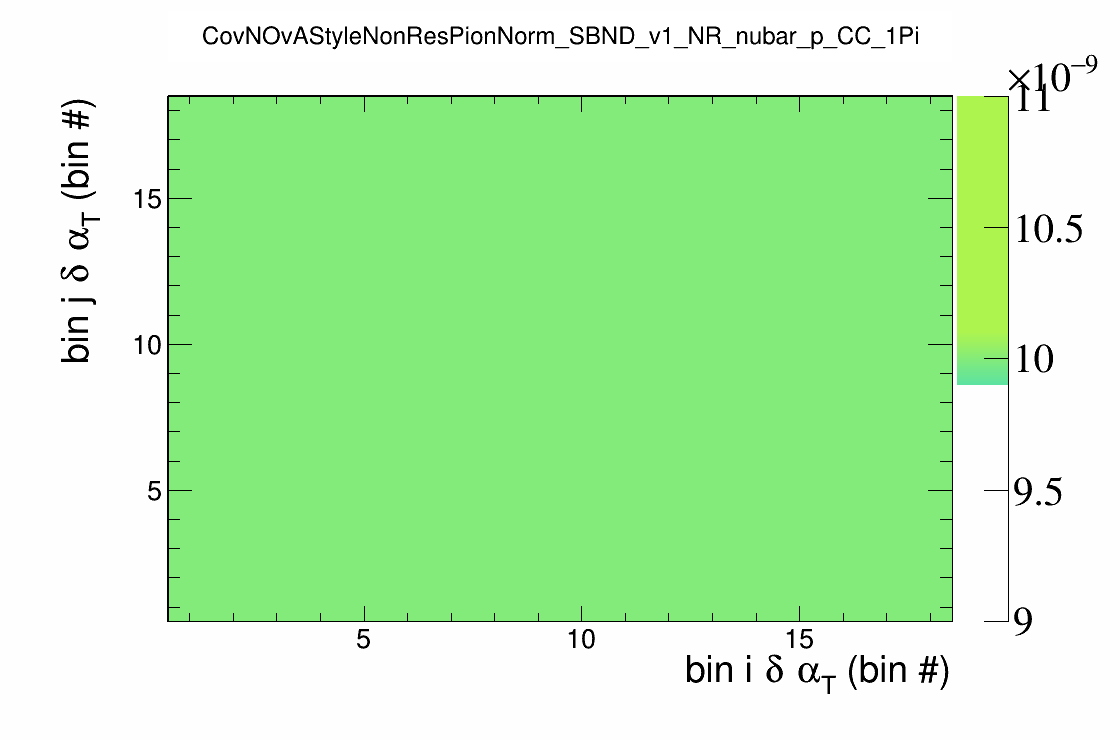 CovNOvAStyleNonResPionNorm_SBND_v1_NR_nubar_p_CC_1Pi
×10⁻⁹
11
10.5
10
9.5
9
bin j δ α_T (bin #)
15
10
5
5 10 15
bin i δ α_T (bin #)